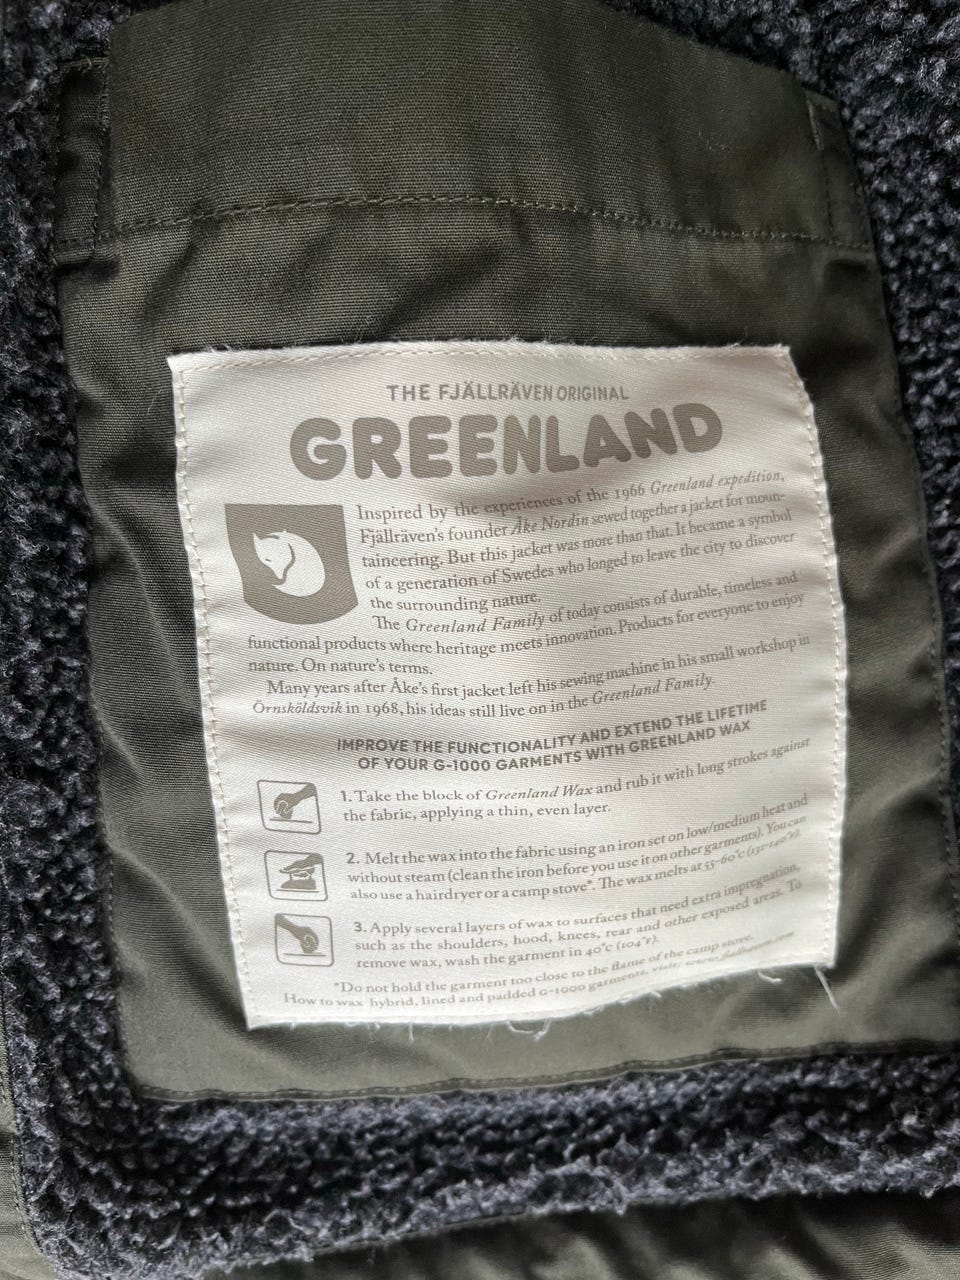 THE FJÄLLRÄVEN ORIGINAL
GREENLAND
Inspired by the experiences of the 1966 Greenland expedition,
Fjällräven's founder Åke Nordin sewed together a jacket for moun-
taineering. But this jacket was more than that. It became a symbol
of a generation of Swedes who longed to leave the city to discover
the surrounding nature.
The Greenland Family of today consists of durable, timeless and
functional products where heritage meets innovation. Products for everyone to enjoy
nature. On nature's terms.
Many years after Åke's first jacket left his sewing machine in his small workshop in
Örnsköldsvik in 1968, his ideas still live on in the Greenland Family.
IMPROVE THE FUNCTIONALITY AND EXTEND THE LIFETIME
OF YOUR G-1000 GARMENTS WITH GREENLAND WAX
1. Take the block of Greenland Wax and rub it with long strokes against
the fabric, applying a thin, even layer.
2. Melt the wax into the fabric using an iron set on low/medium heat and
without steam (clean the iron before you use it on other garments). You can
also use a hairdryer or a camp stove*. The wax melts at 55-60°C (131-140°F).
3. Apply several layers of wax to surfaces that need extra impregnation,
such as the shoulders, hood, knees, rear and other exposed areas. To
remove wax, wash the garment in 40°C (104°F).
*Do not hold the garment too close to the flame of the camp stove.
How to wax hybrid, lined and padded G-1000 garments, visit: www.fjallraven.com